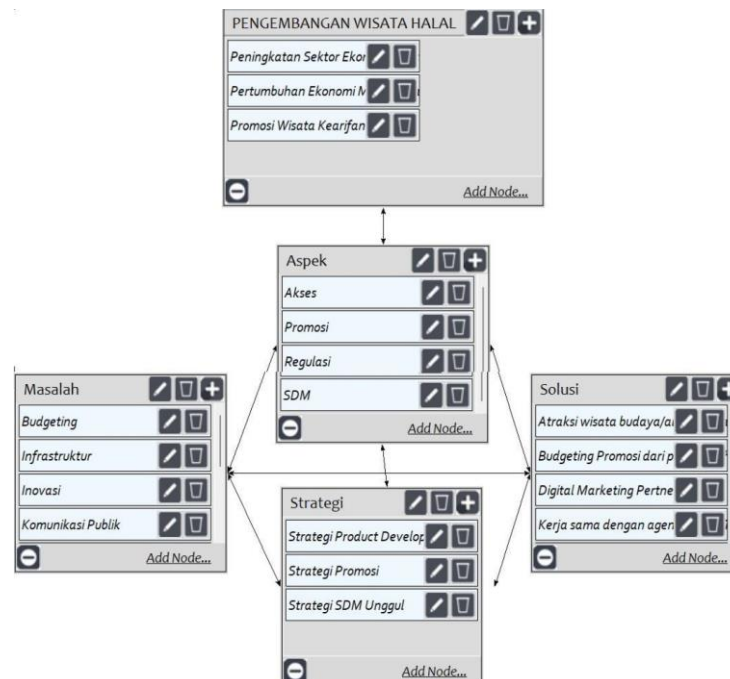 PENGEMBANGAN WISATA HALAL
Peningkatan Sektor Ekor
Pertumbuhan Ekonomi M
Promosi Wisata Kearifan
Add Node...
Aspek
Akses
Promosi
Regulasi
SDM
Add Node...
Masalah
Budgeting
Infrastruktur
Inovasi
Komunikasi Publik
Add Node...
Solusi
Atraksi wisata budaya/al
Budgeting Promosi dari p
Digital Marketing Pertne
Kerja sama dengan agen
Add Node...
Strategi
Strategi Product Develop
Strategi Promosi
Strategi SDM Unggul
Add Node...